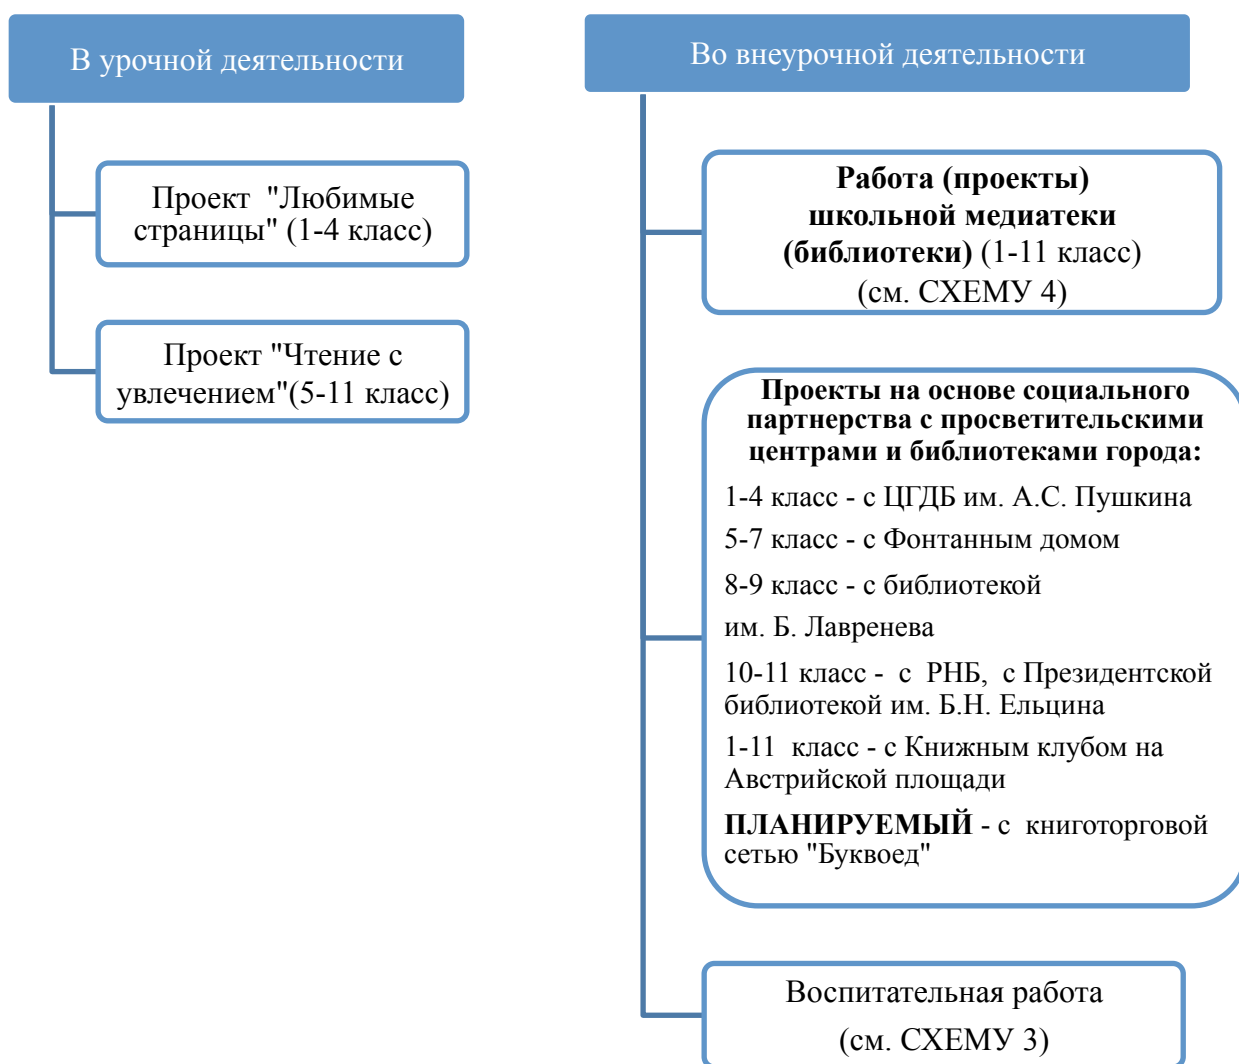 В урочной деятельности
Проект "Любимые
страницы" (1-4 класс)
Проект "Чтение с
увлечением"(5-11 класс)
Во внеурочной деятельности
Работа (проекты)
школьной медиатеки
(библиотеки) (1-11 класс)
(см. СХЕМУ 4)
Проекты на основе социального
партнерства с просветительскими
центрами и библиотеками города:
1-4 класс - с ЦГДБ им. А.С. Пушкина
5-7 класс - с Фонтанным домом
8-9 класс - с библиотекой
им. Б. Лавренева
10-11 класс - с РНБ, с Президентской
библиотекой им. Б.Н. Ельцина
1-11 класс - с Книжным клубом на
Австрийской площади
ПЛАНИРУЕМЫЙ - с книготорговой
сетью "Буквоед"
Воспитательная работа
(см. СХЕМУ 3)